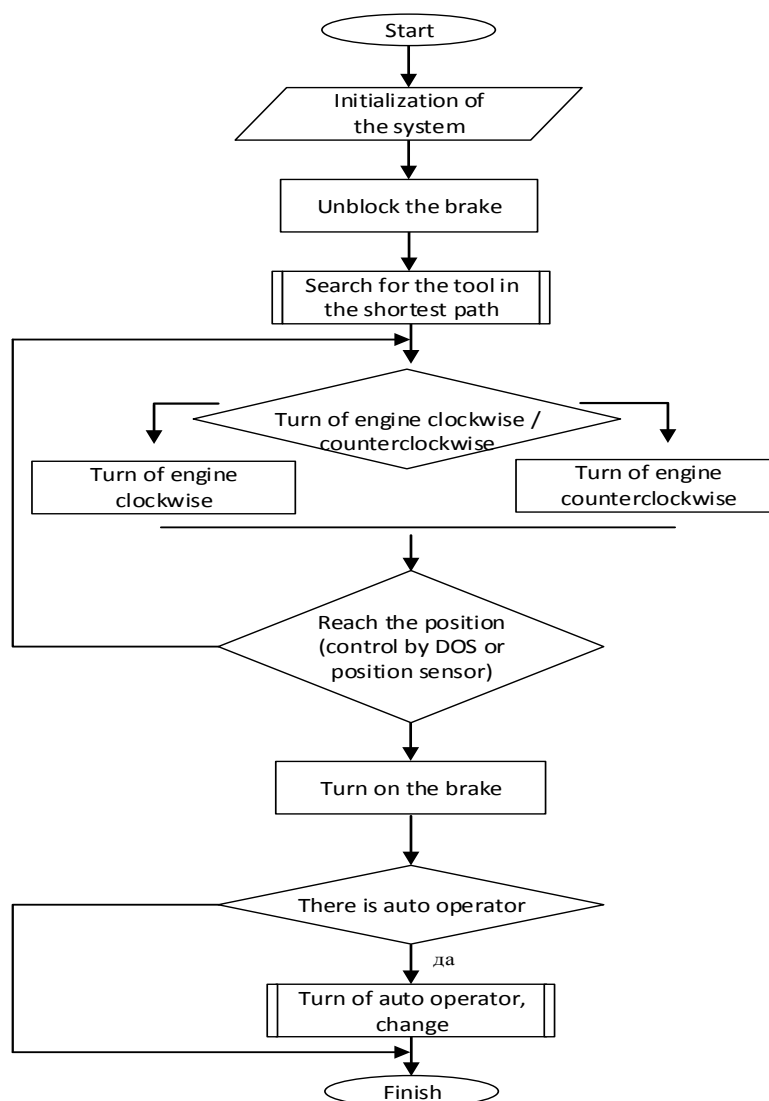 Start
Initialization of
the system
Unblock the brake
Search for the tool in
the shortest path
Turn of engine clockwise /
counterclockwise
Turn of engine
clockwise
Turn of engine
counterclockwise
Reach the position
(control by DOS or
position sensor)
Turn on the brake
There is auto operator
да
Turn of auto operator,
change
Finish